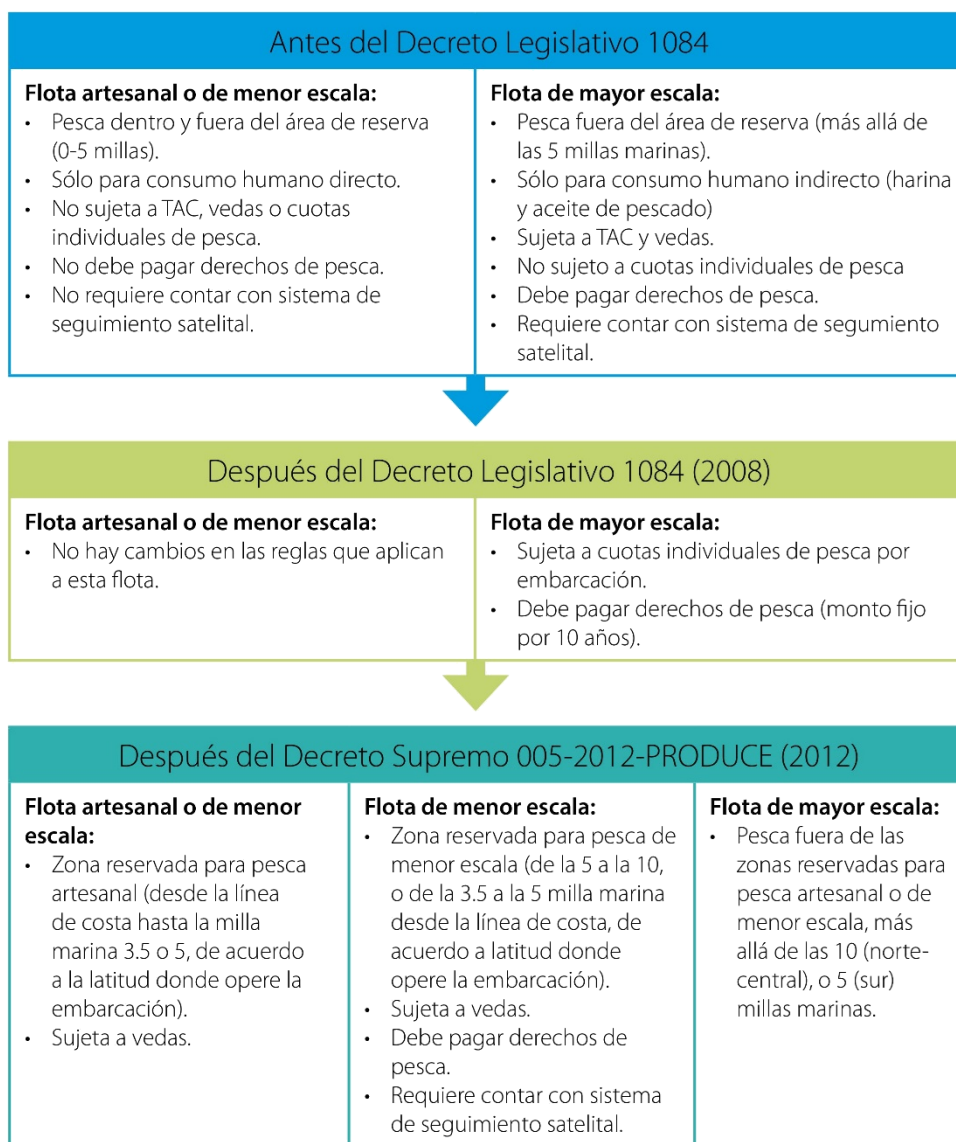 Antes del Decreto Legislativo 1084
Flota artesanal o de menor escala:
• Pesca dentro y fuera del área de reserva
(0-5 millas).
• Sólo para consumo humano directo.
• No sujeta a TAC, vedas o cuotas
individuales de pesca.
• No debe pagar derechos de pesca.
• No requiere contar con sistema de
seguimiento satelital.
Flota de mayor escala:
• Pesca fuera del área de reserva (más allá de
las 5 millas marinas).
• Sólo para consumo humano indirecto (harina
y aceite de pescado)
• Sujeta a TAC y vedas.
• No sujeto a cuotas individuales de pesca
• Debe pagar derechos de pesca.
• Requiere contar con sistema de segumiento
satelital.
Después del Decreto Legislativo 1084 (2008)
Flota artesanal o de menor escala:
• No hay cambios en las reglas que aplican
a esta flota.
Flota de mayor escala:
• Sujeta a cuotas individuales de pesca por
embarcación.
• Debe pagar derechos de pesca (monto fijo
por 10 años).
Después del Decreto Supremo 005-2012-PRODUCE (2012)
Flota artesanal o de menor
escala:
• Zona reservada para pesca
artesanal (desde la línea
de costa hasta la milla
marina 3.5 o 5, de acuerdo
a la latitud donde opere la
embarcación).
• Sujeta a vedas.
Flota de menor escala:
• Zona reservada para pesca de
menor escala (de la 5 a la 10,
o de la 3.5 a la 5 milla marina
desde la línea de costa, de
acuerdo a latitud donde
opere la embarcación).
• Sujeta a vedas.
• Debe pagar derechos de
pesca.
• Requiere contar con sistema
de seguimiento satelital.
Flota de mayor escala:
• Pesca fuera de las
zonas reservadas para
pesca artesanal o de
menor escala, más
allá de las 10 (norte-
central), o 5 (sur)
millas marinas.